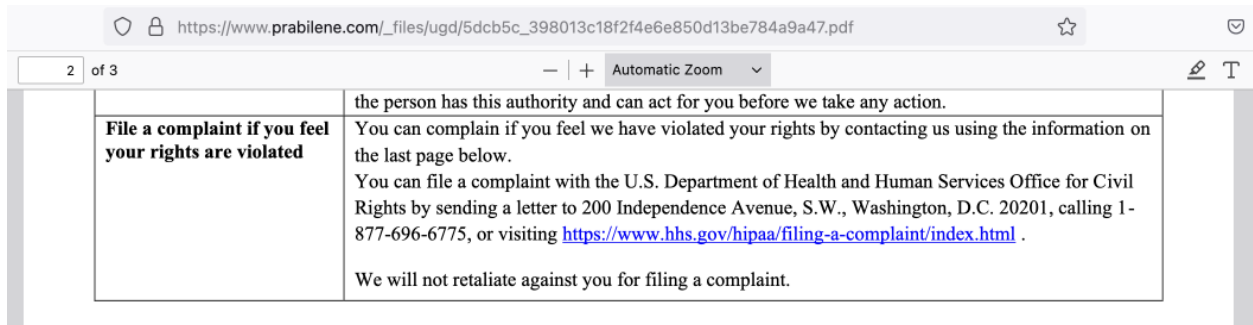 https://www.prabilene.com/_files/ugd/5dcb5c_398013c18f2f4e6e850d13be784a9a47.pdf
2 of 3
Automatic Zoom
the person has this authority and can act for you before we take any action.
File a complaint if you feel
your rights are violated
You can complain if you feel we have violated your rights by contacting us using the information on
the last page below.
You can file a complaint with the U.S. Department of Health and Human Services Office for Civil
Rights by sending a letter to 200 Independence Avenue, S.W., Washington, D.C. 20201, calling 1-
877-696-6775, or visiting https://www.hhs.gov/hipaa/filing-a-complaint/index.html .
We will not retaliate against you for filing a complaint.